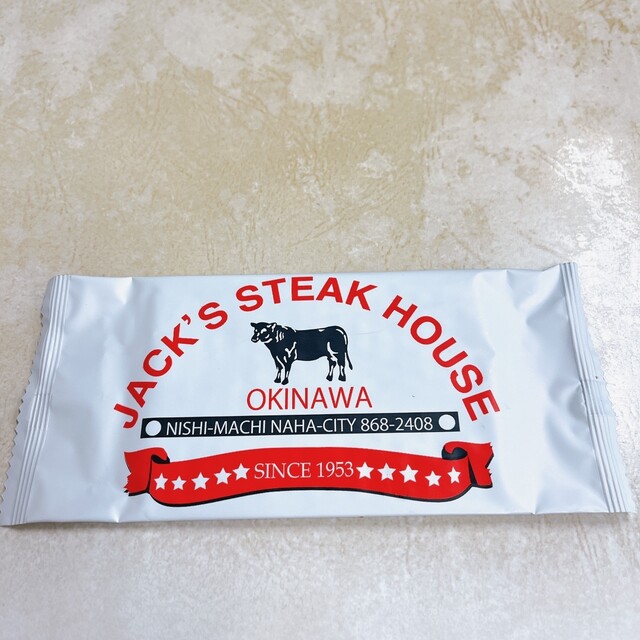 JACK'S STEAK HOUSE
OKINAWA
NISHI-MACHI NAHA-CITY 868-2408
SINCE 1953